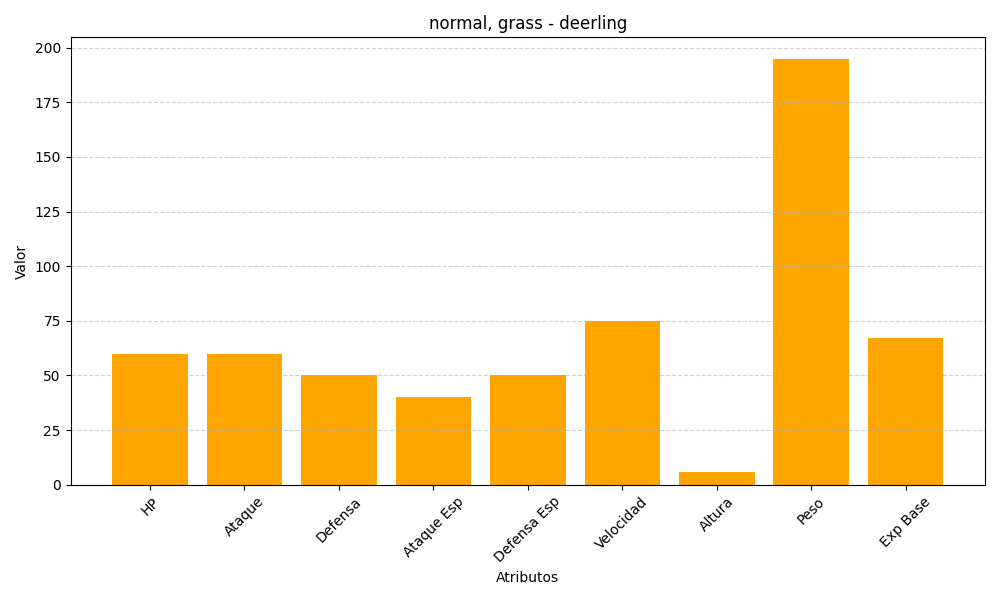 normal, grass - deerling
Valor
200
175
150
125
100
75
50
25
0
HP
Ataque
Defensa
Ataque Esp
Defensa Esp
Velocidad
Altura
Peso
Exp Base
Atributos